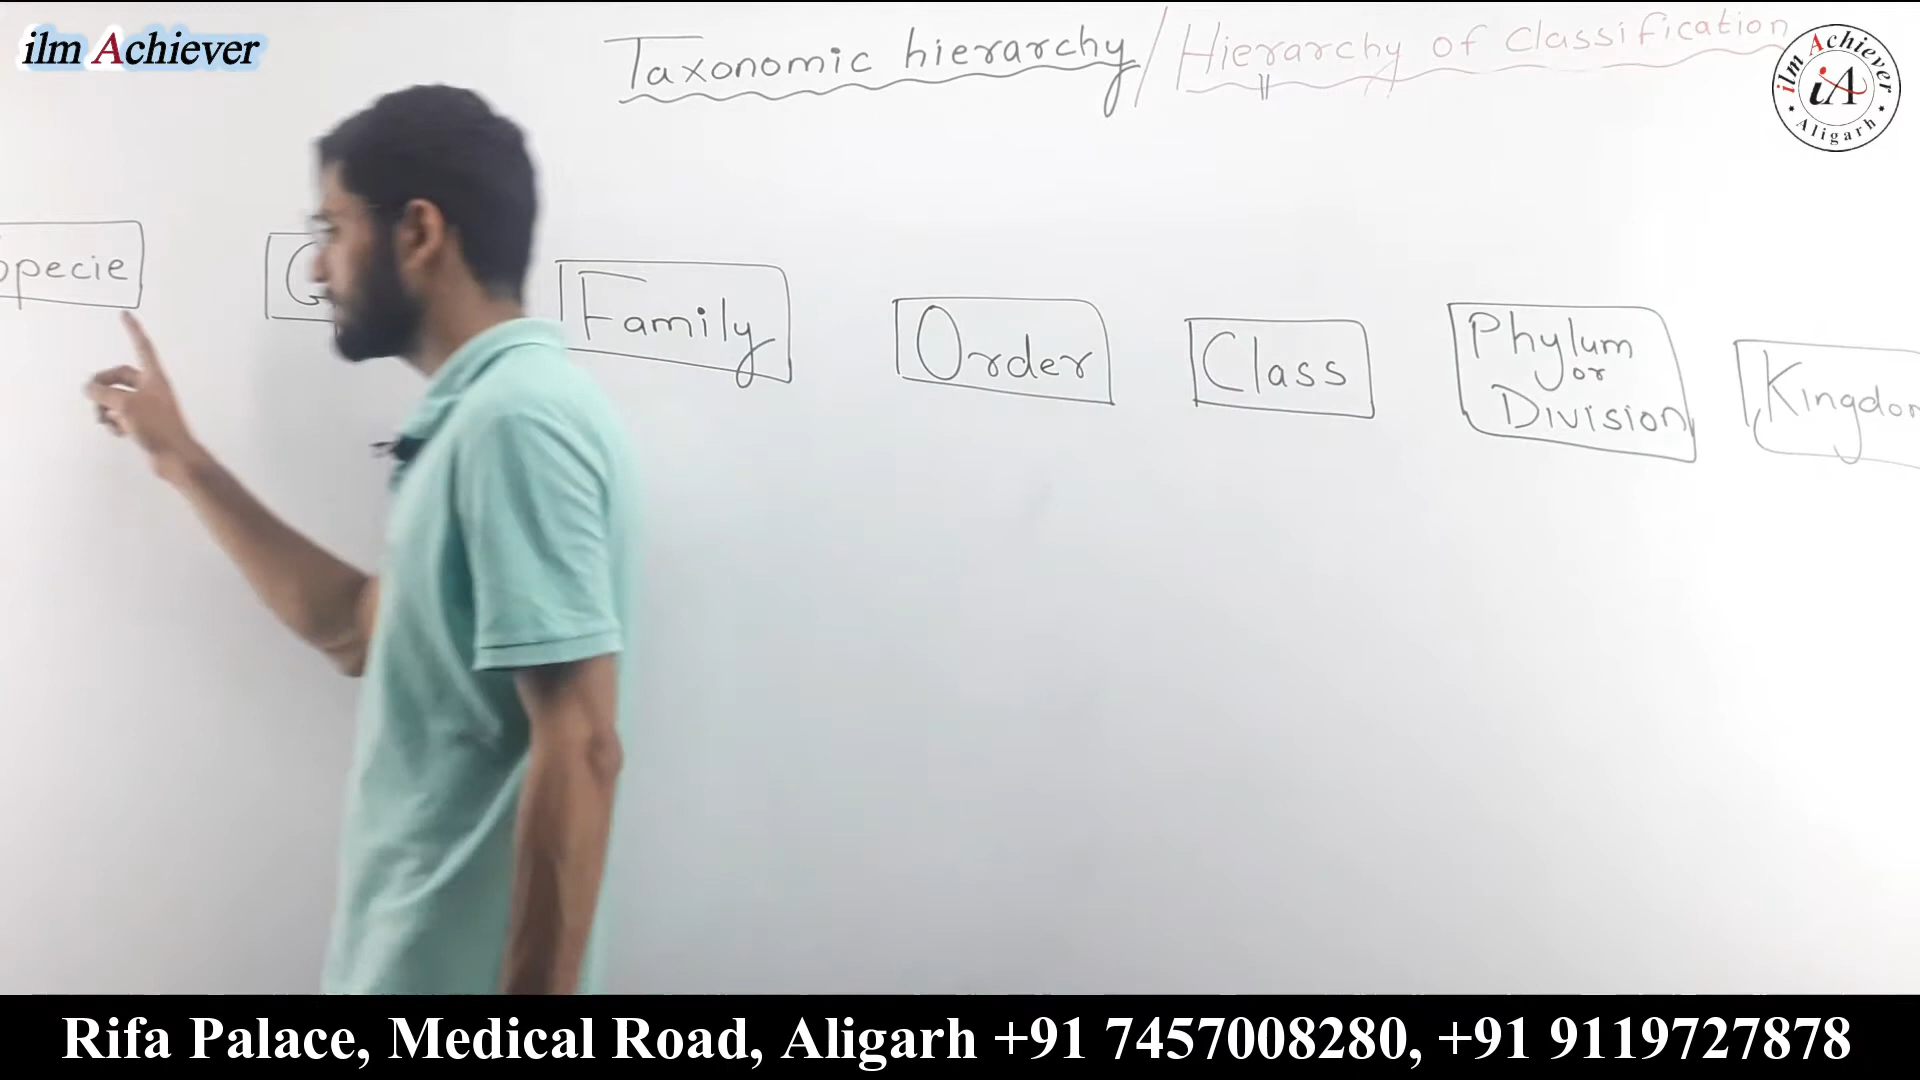 ilm Achiever
Taxonomic hierarchy / Hierarchy of Classification
ilm Achiever
iA
Aligarh
specie
G
Family
Order
Class
Phylum
or
Division
Kingdom
Rifa Palace, Medical Road, Aligarh +91 7457008280, +91 9119727878